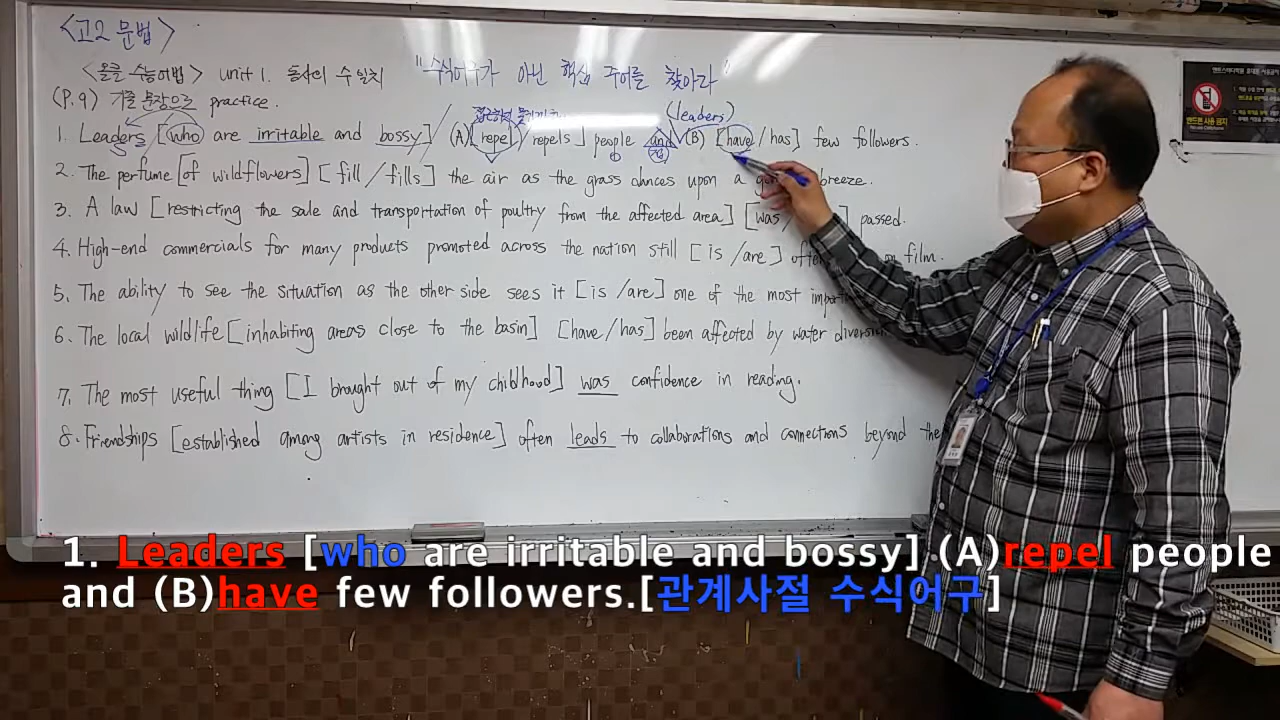 <고2 문법>
<올클 수능어법> unit 1. 동사의 수일치 "수식어구가 아닌 핵심 주어를 찾아라"
(P.9) 기출 문장으로 practice.
(leaders)
1. Leaders [who are irritable and bossy] / (A)[repel / repels] people and (B) [have/has] few followers.
2. The perfume [of wildflowers] [fill/fills] the air as the grass dances upon a breeze.
3. A law [restricting the sale and transportation of poultry from the affected area] [was/ ] passed.
4. High-end commercials for many products promoted across the nation still [is/are] on film.
5. The ability to see the situation as the other side sees it [is/are] one of the most
6. The local wildlife [inhabiting areas close to the basin] [have/has] been affected by water
7. The most useful thing [I brought out of my childhood] was confidence in reading.
8. Friendships [established among artists in residence] often leads to collaborations and connections beyond the
핸드폰 사용 금지
1. Leaders [who are irritable and bossy] (A)repel people
and (B)have few followers.[관계사절 수식어구]